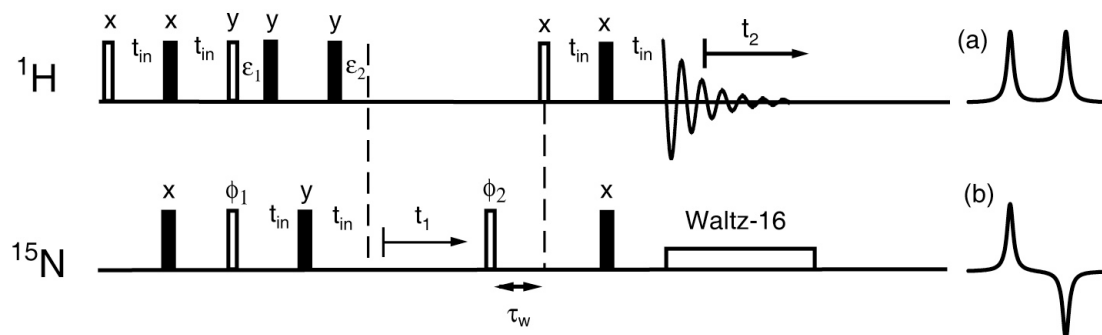 x x y y y x x
t_in t_in ε₁ ε₂ t_in t_in t₂ (a)
¹H
x ϕ₁ y ϕ₂ x (b)
t_in t_in t₁ Waltz-16
¹⁵N
τ_w